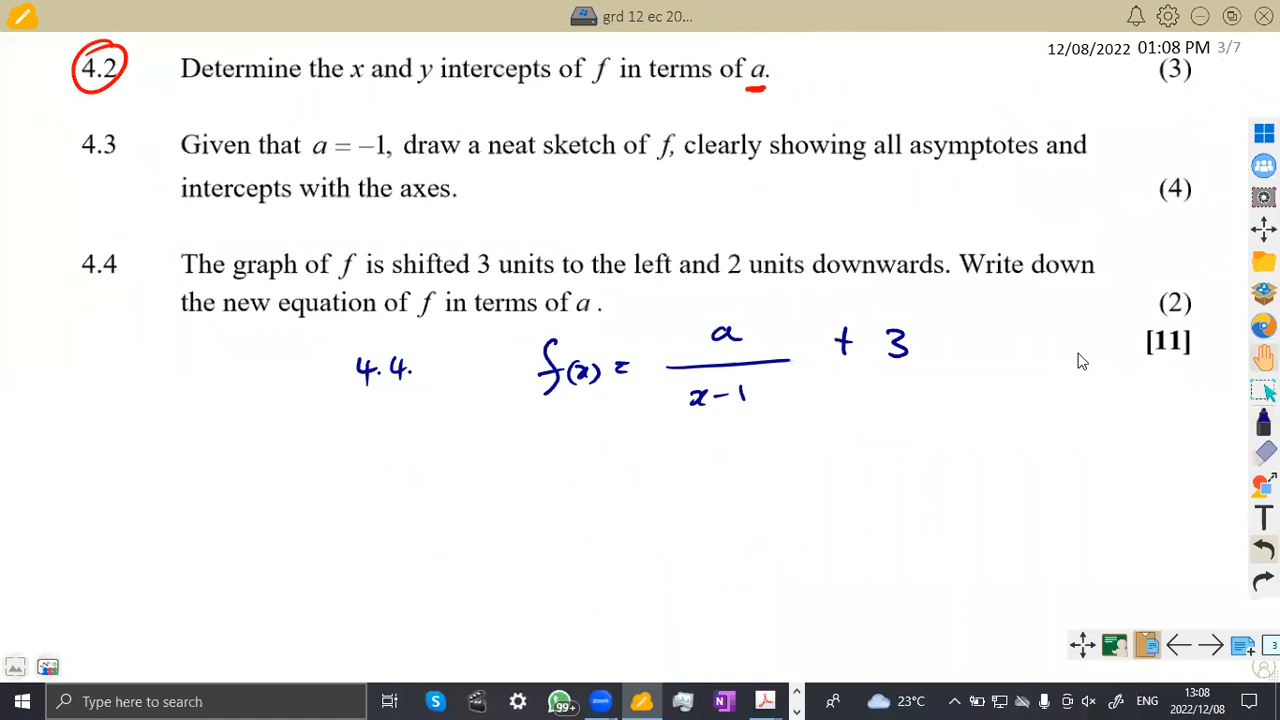 grd 12 ec 20...
12/08/2022 01:08 PM 3/7
4.2 Determine the x and y intercepts of f in terms of a. (3)
4.3 Given that a = –1, draw a neat sketch of f, clearly showing all asymptotes and
intercepts with the axes. (4)
4.4 The graph of f is shifted 3 units to the left and 2 units downwards. Write down
the new equation of f in terms of a . (2)
[11]
4.4. f(x) = a / (x-1) + 3
T
3
Type here to search
99+
23°C
ENG
13:08
2022/12/08